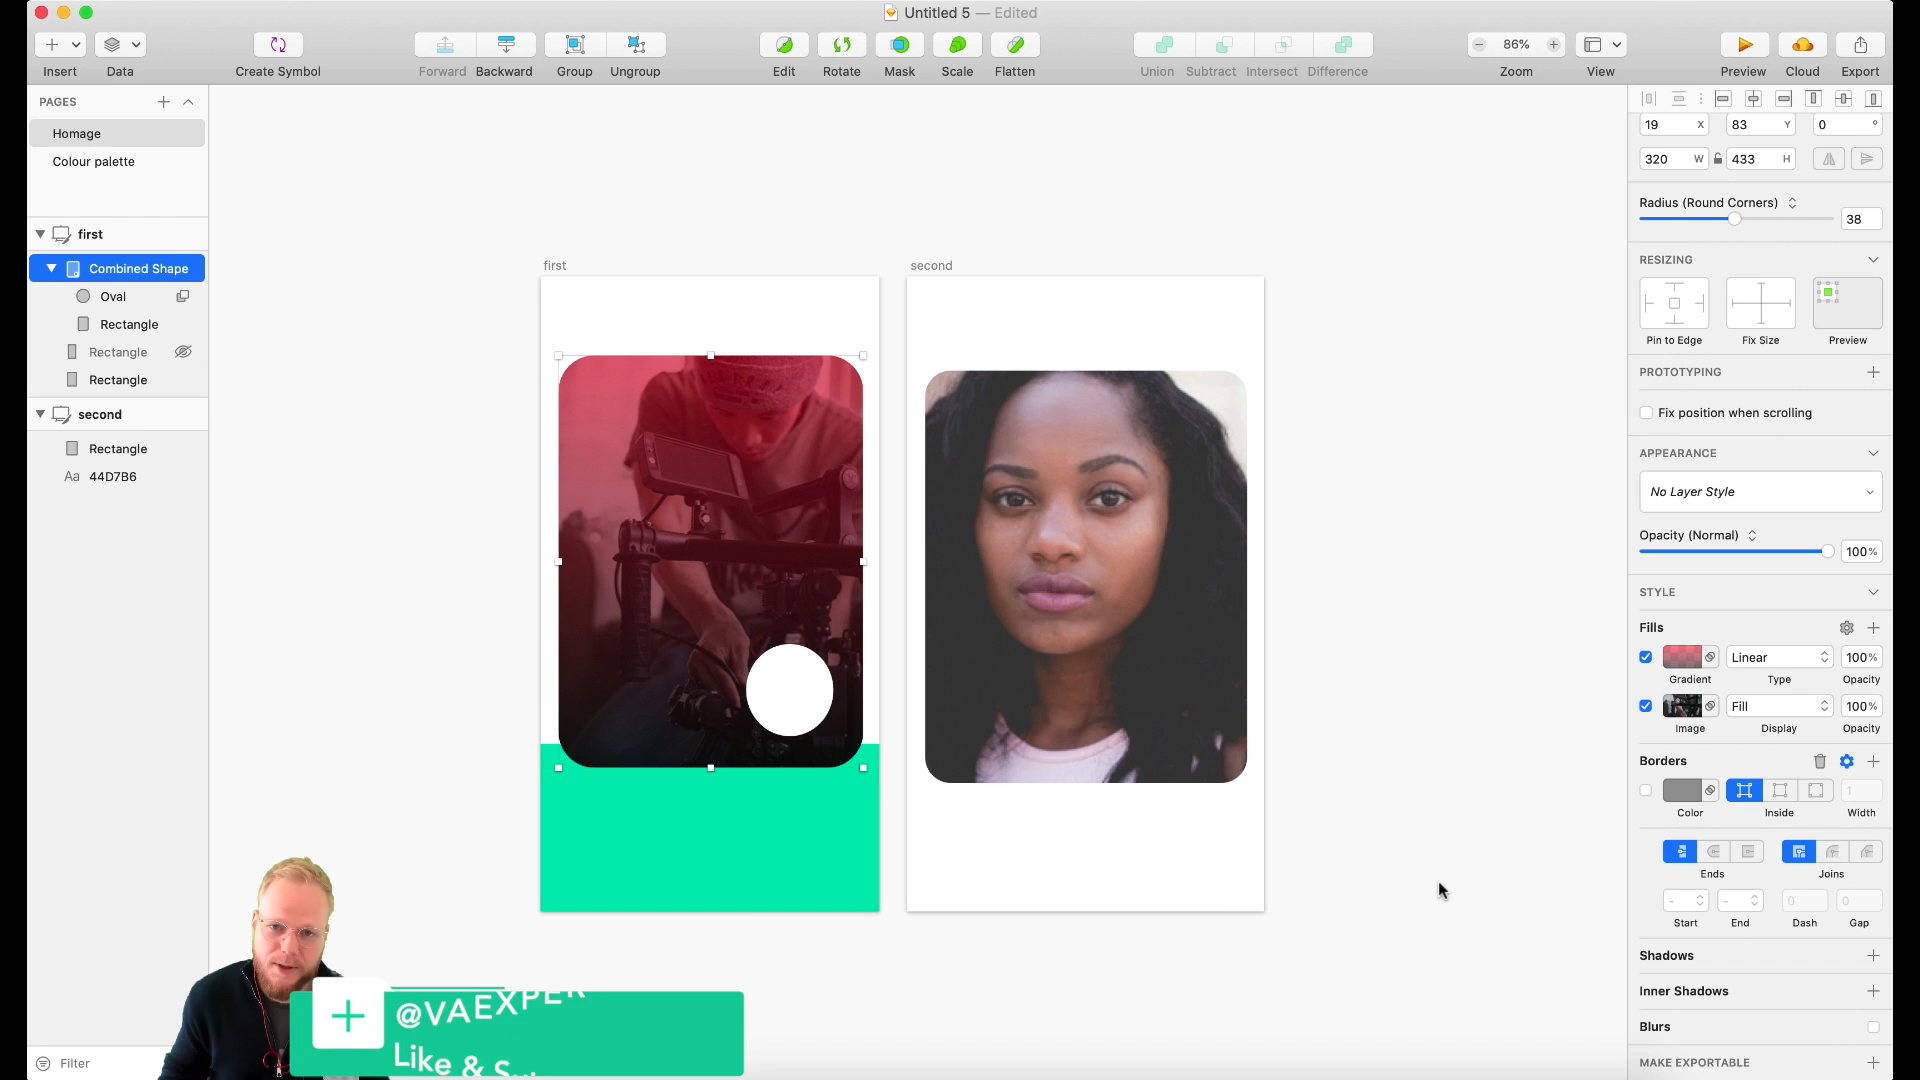 Untitled 5 — Edited
Insert
Data
Create Symbol
Forward
Backward
Group
Ungroup
Edit
Rotate
Mask
Scale
Flatten
Union
Subtract
Intersect
Difference
86%
Zoom
View
Preview
Cloud
Export
PAGES
Homage
Colour palette
first
Combined Shape
Oval
Rectangle
Rectangle
Rectangle
second
Rectangle
Aa 44D7B6
Filter
first
second
19 X
83 Y
0 °
320 W
433 H
Radius (Round Corners)
38
RESIZING
Pin to Edge
Fix Size
Preview
PROTOTYPING
Fix position when scrolling
APPEARANCE
No Layer Style
Opacity (Normal)
100%
STYLE
Fills
Linear
100%
Gradient
Type
Opacity
Fill
100%
Image
Display
Opacity
Borders
1
Color
Inside
Width
Ends
Joins
- - 0 0
Start
End
Dash
Gap
Shadows
Inner Shadows
Blurs
MAKE EXPORTABLE
@VAEXPER
Like &